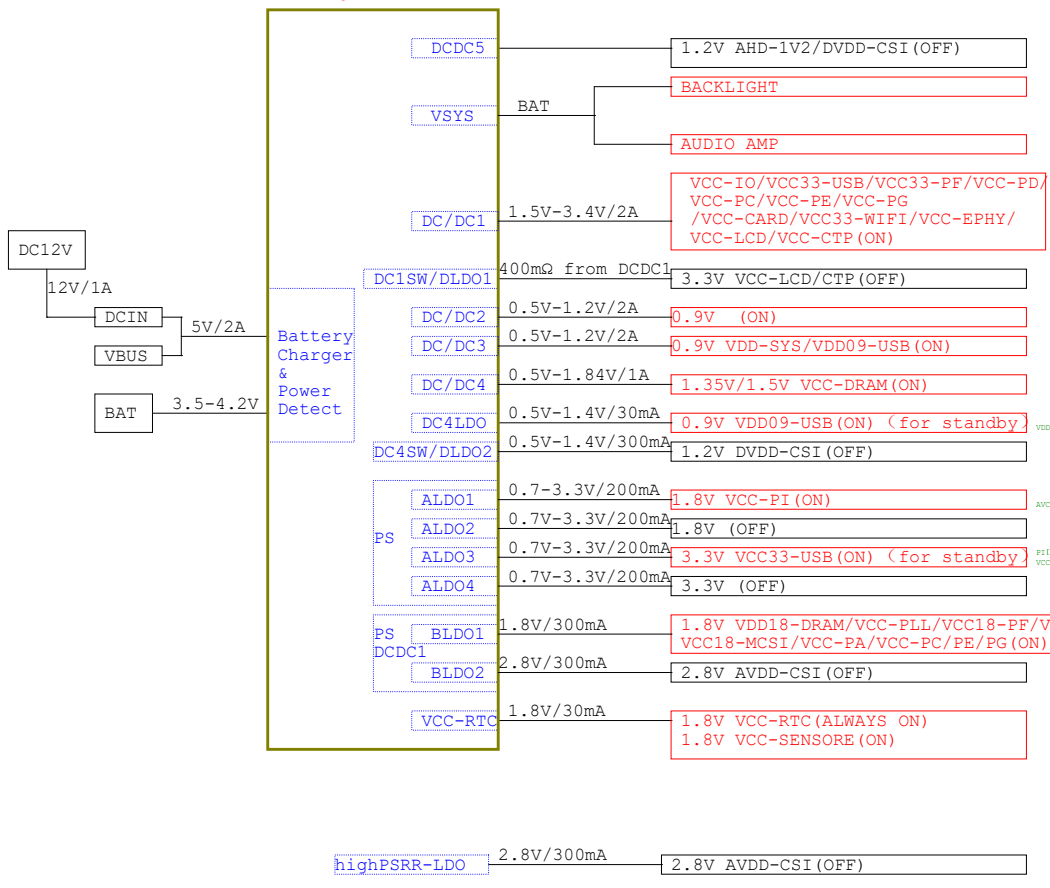 DCDC5
1.2V AHD-1V2/DVDD-CSI(OFF)
BACKLIGHT
VSYS
BAT
AUDIO AMP
DC/DC1
1.5V-3.4V/2A
VCC-IO/VCC33-USB/VCC33-PF/VCC-PD/
VCC-PC/VCC-PE/VCC-PG
/VCC-CARD/VCC33-WIFI/VCC-EPHY/
VCC-LCD/VCC-CTP(ON)
DC12V
12V/1A
DCIN
VBUS
5V/2A
BAT
3.5-4.2V
Battery
Charger
&
Power
Detect
DC1SW/DLDO1
400mΩ from DCDC1
3.3V VCC-LCD/CTP(OFF)
DC/DC2
0.5V-1.2V/2A
0.9V (ON)
DC/DC3
0.5V-1.2V/2A
0.9V VDD-SYS/VDD09-USB(ON)
DC/DC4
0.5V-1.84V/1A
1.35V/1.5V VCC-DRAM(ON)
DC4LDO
0.5V-1.4V/30mA
0.9V VDD09-USB(ON) (for standby)
VDD
DC4SW/DLDO2
0.5V-1.4V/300mA
1.2V DVDD-CSI(OFF)
PS
ALDO1
0.7-3.3V/200mA
1.8V VCC-PI(ON)
AVC
ALDO2
0.7V-3.3V/200mA
1.8V (OFF)
ALDO3
0.7V-3.3V/200mA
3.3V VCC33-USB(ON) (for standby)
VCC
ALDO4
0.7V-3.3V/200mA
3.3V (OFF)
PS
DCDC1
BLDO1
1.8V/300mA
1.8V VDD18-DRAM/VCC-PLL/VCC18-PF/V
VCC18-MCSI/VCC-PA/VCC-PC/PE/PG(ON)
BLDO2
2.8V/300mA
2.8V AVDD-CSI(OFF)
VCC-RTC
1.8V/30mA
1.8V VCC-RTC(ALWAYS ON)
1.8V VCC-SENSORE(ON)
highPSRR-LDO
2.8V/300mA
2.8V AVDD-CSI(OFF)